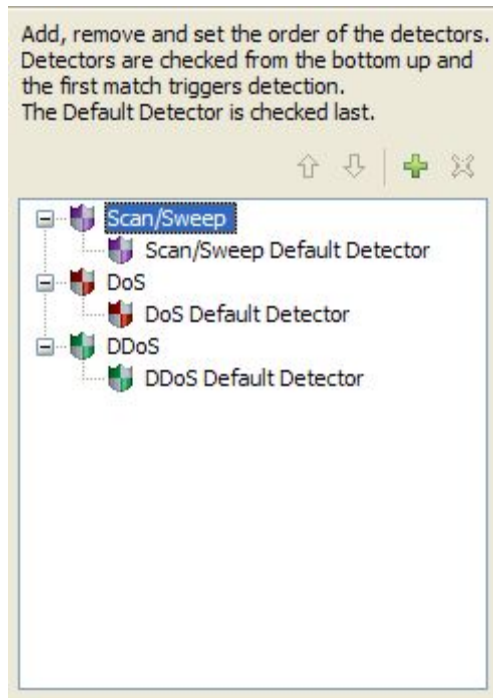 Add, remove and set the order of the detectors.
Detectors are checked from the bottom up and
the first match triggers detection.
The Default Detector is checked last.
Scan/Sweep
Scan/Sweep Default Detector
DoS
DoS Default Detector
DDoS
DDoS Default Detector